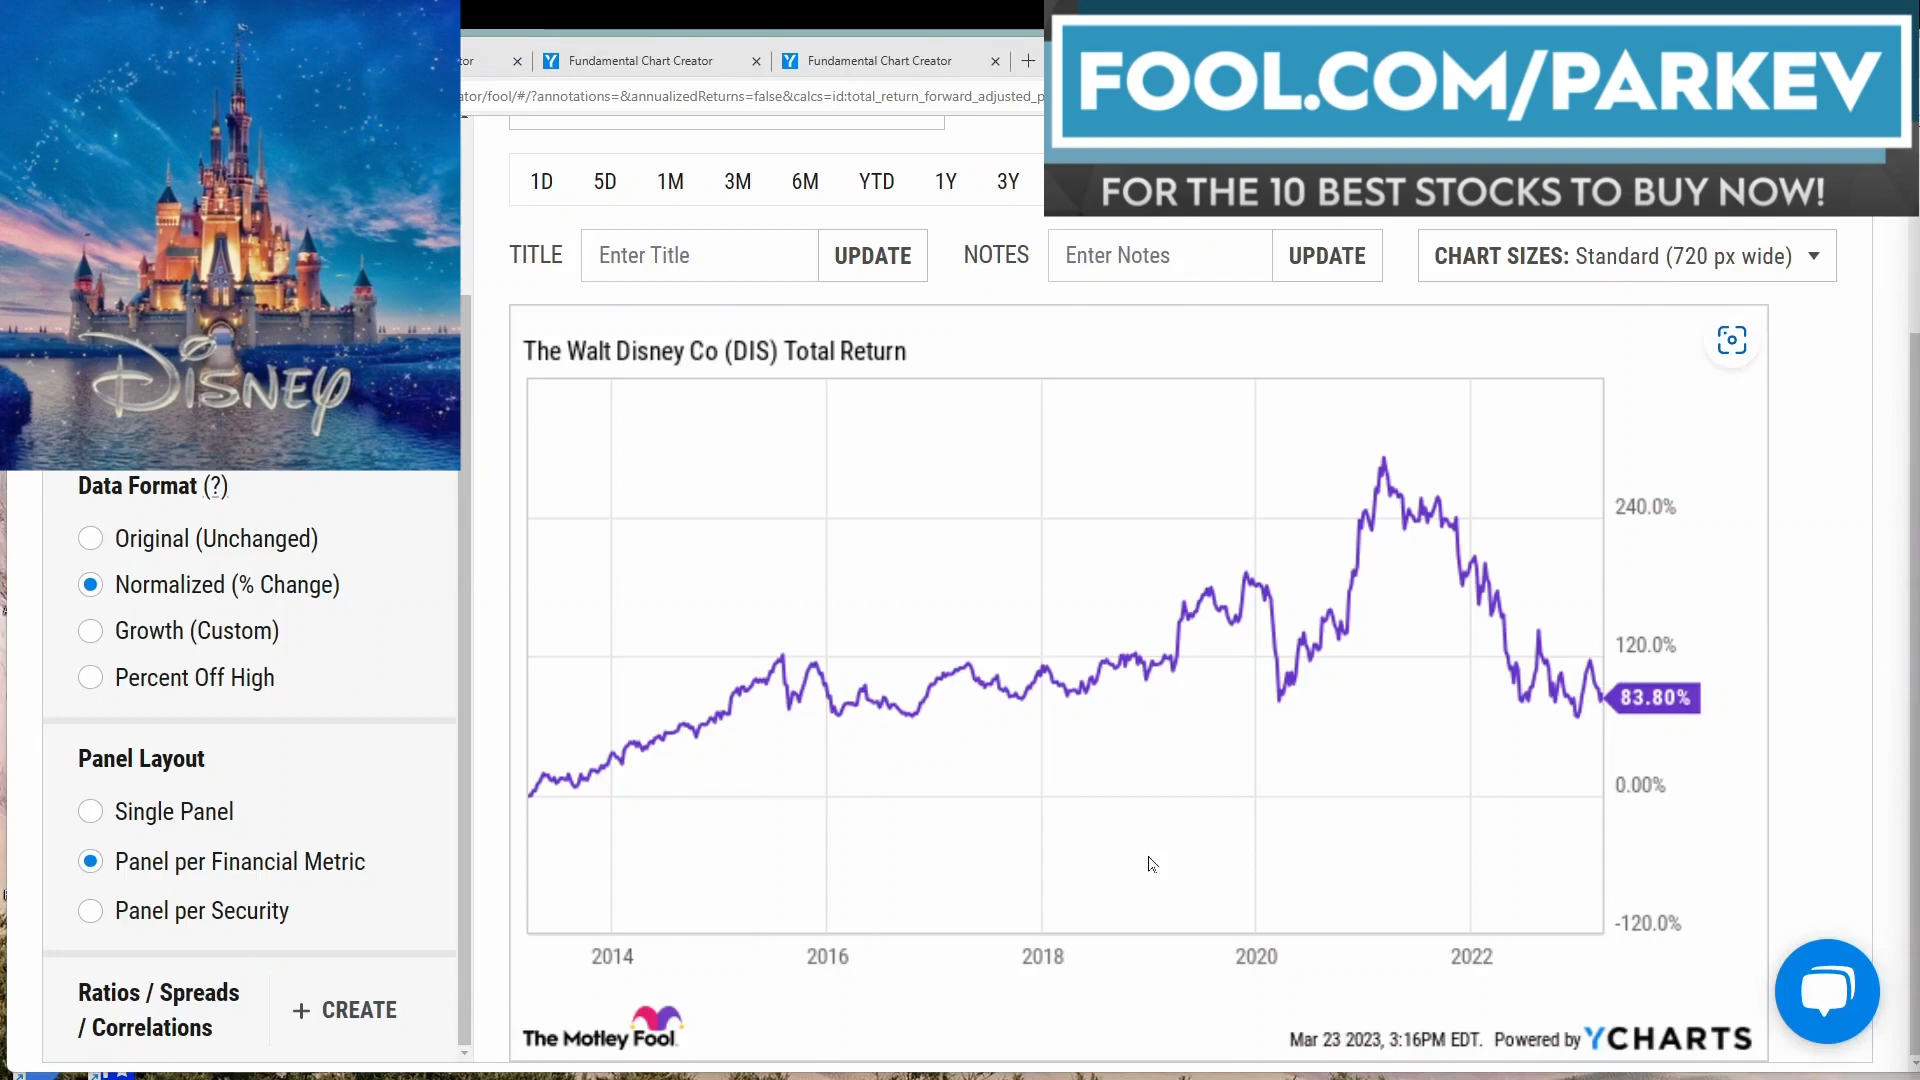 DISNEY
tor
Fundamental Chart Creator
Fundamental Chart Creator
ator/fool/#/?annotations=&annualizedReturns=false&calcs=id:total_return_forward_adjusted_p
FOOL.COM/PARKEV
FOR THE 10 BEST STOCKS TO BUY NOW!
1D 5D 1M 3M 6M YTD 1Y 3Y
TITLE Enter Title UPDATE NOTES Enter Notes UPDATE CHART SIZES: Standard (720 px wide)
The Walt Disney Co (DIS) Total Return
240.0%
120.0%
83.80%
0.00%
-120.0%
2014 2016 2018 2020 2022
The Motley Fool.
Mar 23 2023, 3:16PM EDT. Powered by YCHARTS
Data Format (?)
Original (Unchanged)
Normalized (% Change)
Growth (Custom)
Percent Off High
Panel Layout
Single Panel
Panel per Financial Metric
Panel per Security
Ratios / Spreads
/ Correlations
+ CREATE